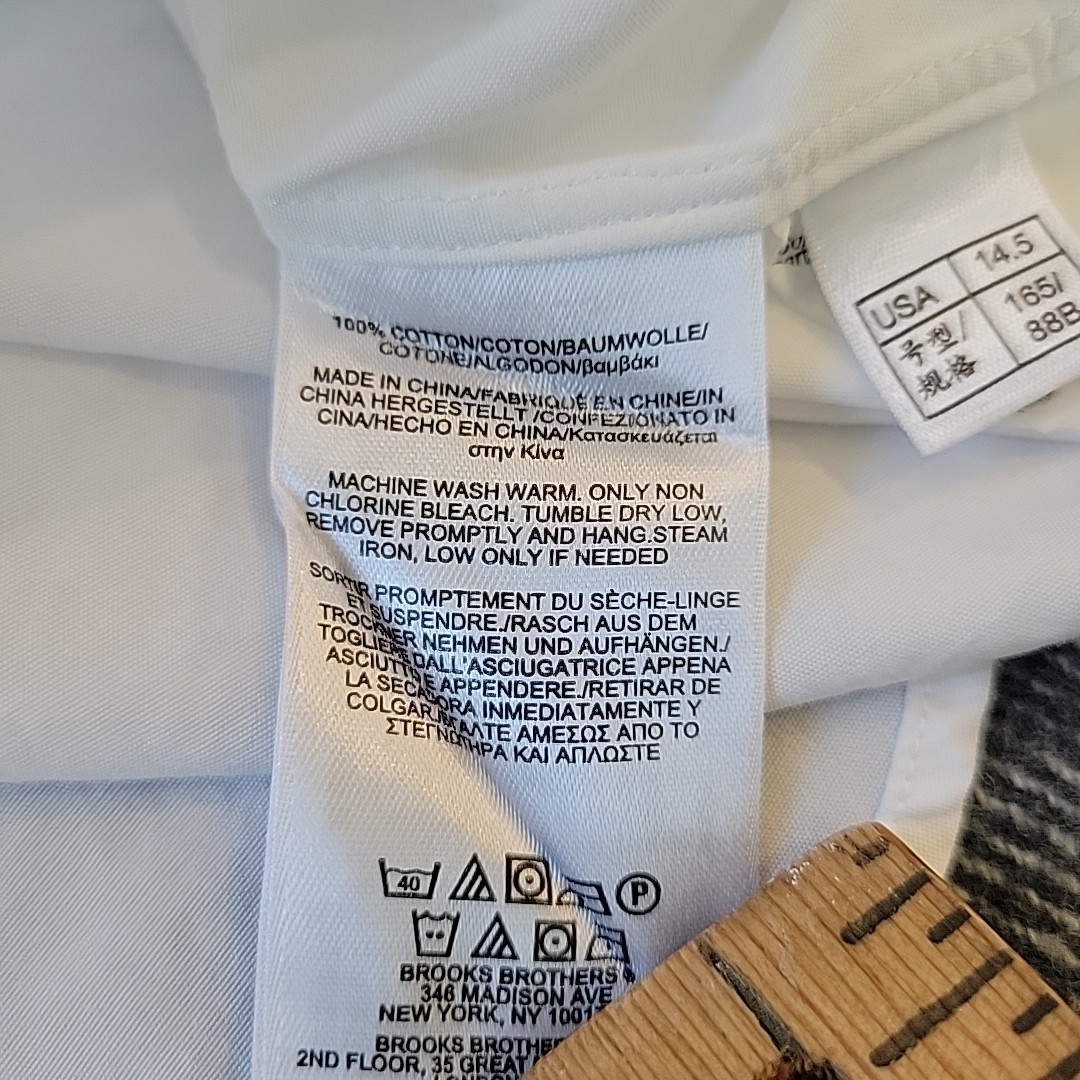 100% COTTON/COTON/BAUMWOLLE/
COTONE/ALGODON/βαμβάκι
MADE IN CHINA/FABRIQUÉ EN CHINE/IN
CHINA HERGESTELLT /CONFEZIONATO IN
CINA/HECHO EN CHINA/Κατασκευάζεται
στην Κίνα
MACHINE WASH WARM. ONLY NON
CHLORINE BLEACH. TUMBLE DRY LOW,
REMOVE PROMPTLY AND HANG.STEAM
IRON, LOW ONLY IF NEEDED
SORTIR PROMPTEMENT DU SÈCHE-LINGE
ET SUSPENDRE./RASCH AUS DEM
TROCKNER NEHMEN UND AUFHÄNGEN./
TOGLIERE DALL'ASCIUGATRICE APPENA
ASCIUTTO E APPENDERE./RETIRAR DE
LA SECADORA INMEDIATAMENTE Y
COLGAR./ΒΓΑΛΤΕ ΑΜΕΣΩΣ ΑΠΟ ΤΟ
ΣΤΕΓΝΩΤΗΡΑ ΚΑΙ ΑΠΛΩΣΤΕ
40 P
BROOKS BROTHERS
346 MADISON AVE
NEW YORK, NY
BROOKS
2ND FLOOR, 35 GREAT
USA 14.5
号型/ 165/
规格 88B